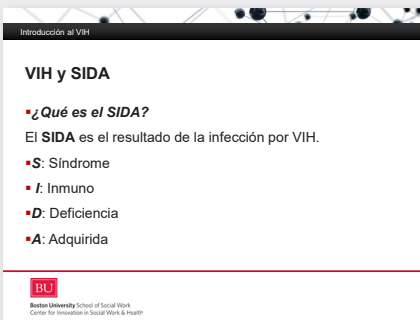 Introducción al VIH
VIH y SIDA
▪¿Qué es el SIDA?
El SIDA es el resultado de la infección por VIH.
▪S: Síndrome
▪ I: Inmuno
▪D: Deficiencia
▪A: Adquirida
BU
Boston University School of Social Work
Center for Innovation in Social Work & Health